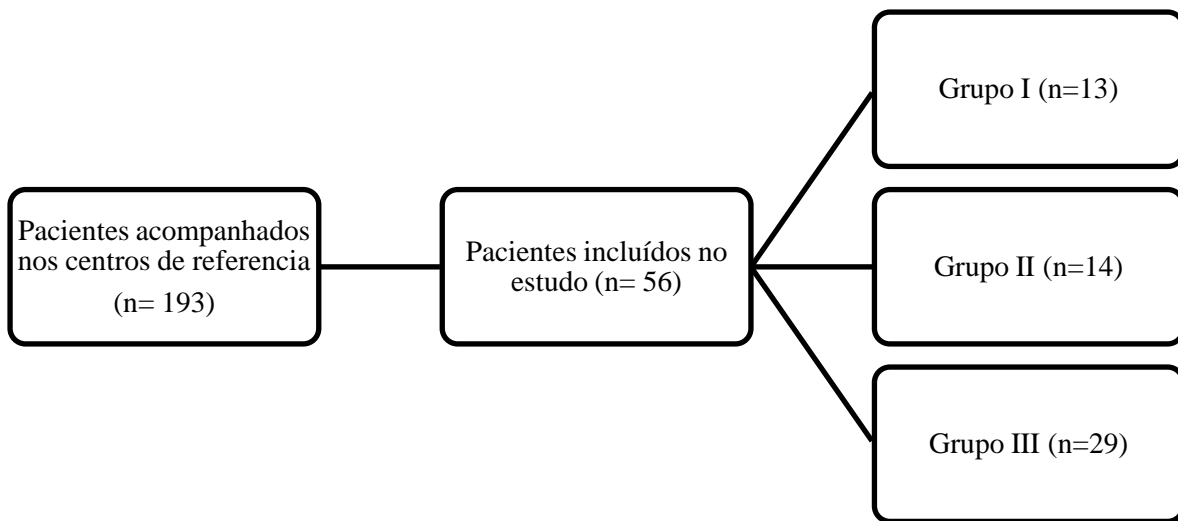 Pacientes acompanhados
nos centros de referencia
(n= 193)
Pacientes incluídos no
estudo (n= 56)
Grupo I (n=13)
Grupo II (n=14)
Grupo III (n=29)